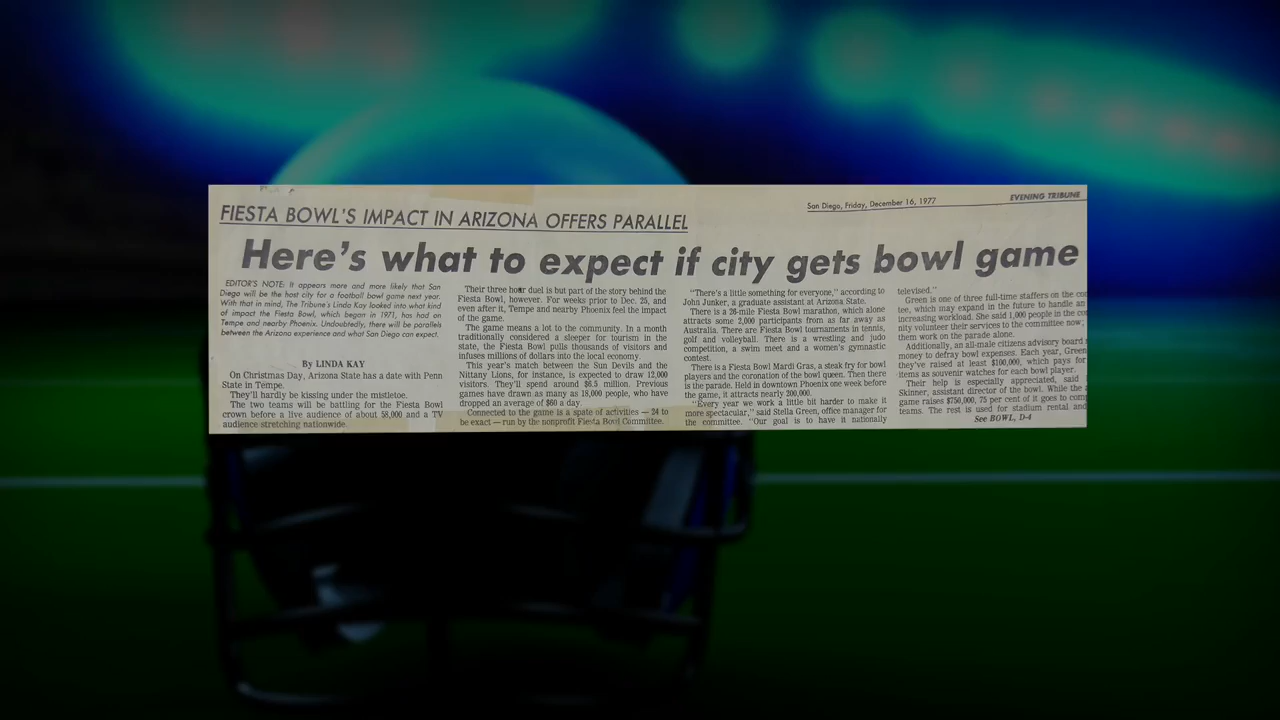 San Diego, Friday, December 16, 1977
EVENING TRIBUNE
FIESTA BOWL'S IMPACT IN ARIZONA OFFERS PARALLEL
Here's what to expect if city gets bowl game
EDITOR'S NOTE: It appears more and more likely that San
Diego will be the host city for a football bowl game next year.
With that in mind, The Tribune's Linda Kay looked into what kind
of impact the Fiesta Bowl, which began in 1971, has had on
Tempe and nearby Phoenix. Undoubtedly, there will be parallels
between the Arizona experience and what San Diego can expect.
By LINDA KAY
On Christmas Day, Arizona State has a date with Penn
State in Tempe.
They'll hardly be kissing under the mistletoe.
The two teams will be battling for the Fiesta Bowl
crown before a live audience of about 58,000 and a TV
audience stretching nationwide.
Their three hour duel is but part of the story behind the
Fiesta Bowl, however. For weeks prior to Dec. 25, and
even after it, Tempe and nearby Phoenix feel the impact
of the game.
The game means a lot to the community. In a month
traditionally considered a sleeper for tourism in the
state, the Fiesta Bowl pulls thousands of visitors and
infuses millions of dollars into the local economy.
This year's match between the Sun Devils and the
Nittany Lions, for instance, is expected to draw 12,000
visitors. They'll spend around $6.5 million. Previous
games have drawn as many as 18,000 people, who have
dropped an average of $60 a day.
Connected to the game is a spate of activities — 24 to
be exact — run by the nonprofit Fiesta Bowl Committee.
"There's a little something for everyone," according to
John Junker, a graduate assistant at Arizona State.
There is a 26-mile Fiesta Bowl marathon, which alone
attracts some 2,000 participants from as far away as
Australia. There are Fiesta Bowl tournaments in tennis,
golf and volleyball. There is a wrestling and judo
competition, a swim meet and a women's gymnastic
contest.
There is a Fiesta Bowl Mardi Gras, a steak fry for bowl
players and the coronation of the bowl queen. Then there
is the parade. Held in downtown Phoenix one week before
the game, it attracts nearly 300,000.
"Every year we work a little bit harder to make it
more spectacular," said Stella Green, office manager for
the committee. "Our goal is to have it nationally
televised."
Green is one of three full-time staffers on the
tee, which may expand in the future to handle an
increasing workload. She said 1,000 people in the
nity volunteer their services to the committee now,
them work on the parade alone.
Additionally, an all-male citizens advisory board
money to defray bowl expenses. Each year, Green
they've raised at least $100,000, which pays for
items as souvenir watches for each bowl player.
Their help is especially appreciated, said
Skinner, assistant director of the bowl. While the
game raises $750,000, 75 per cent of it goes to
teams. The rest is used for stadium rental and
See BOWL, D-4